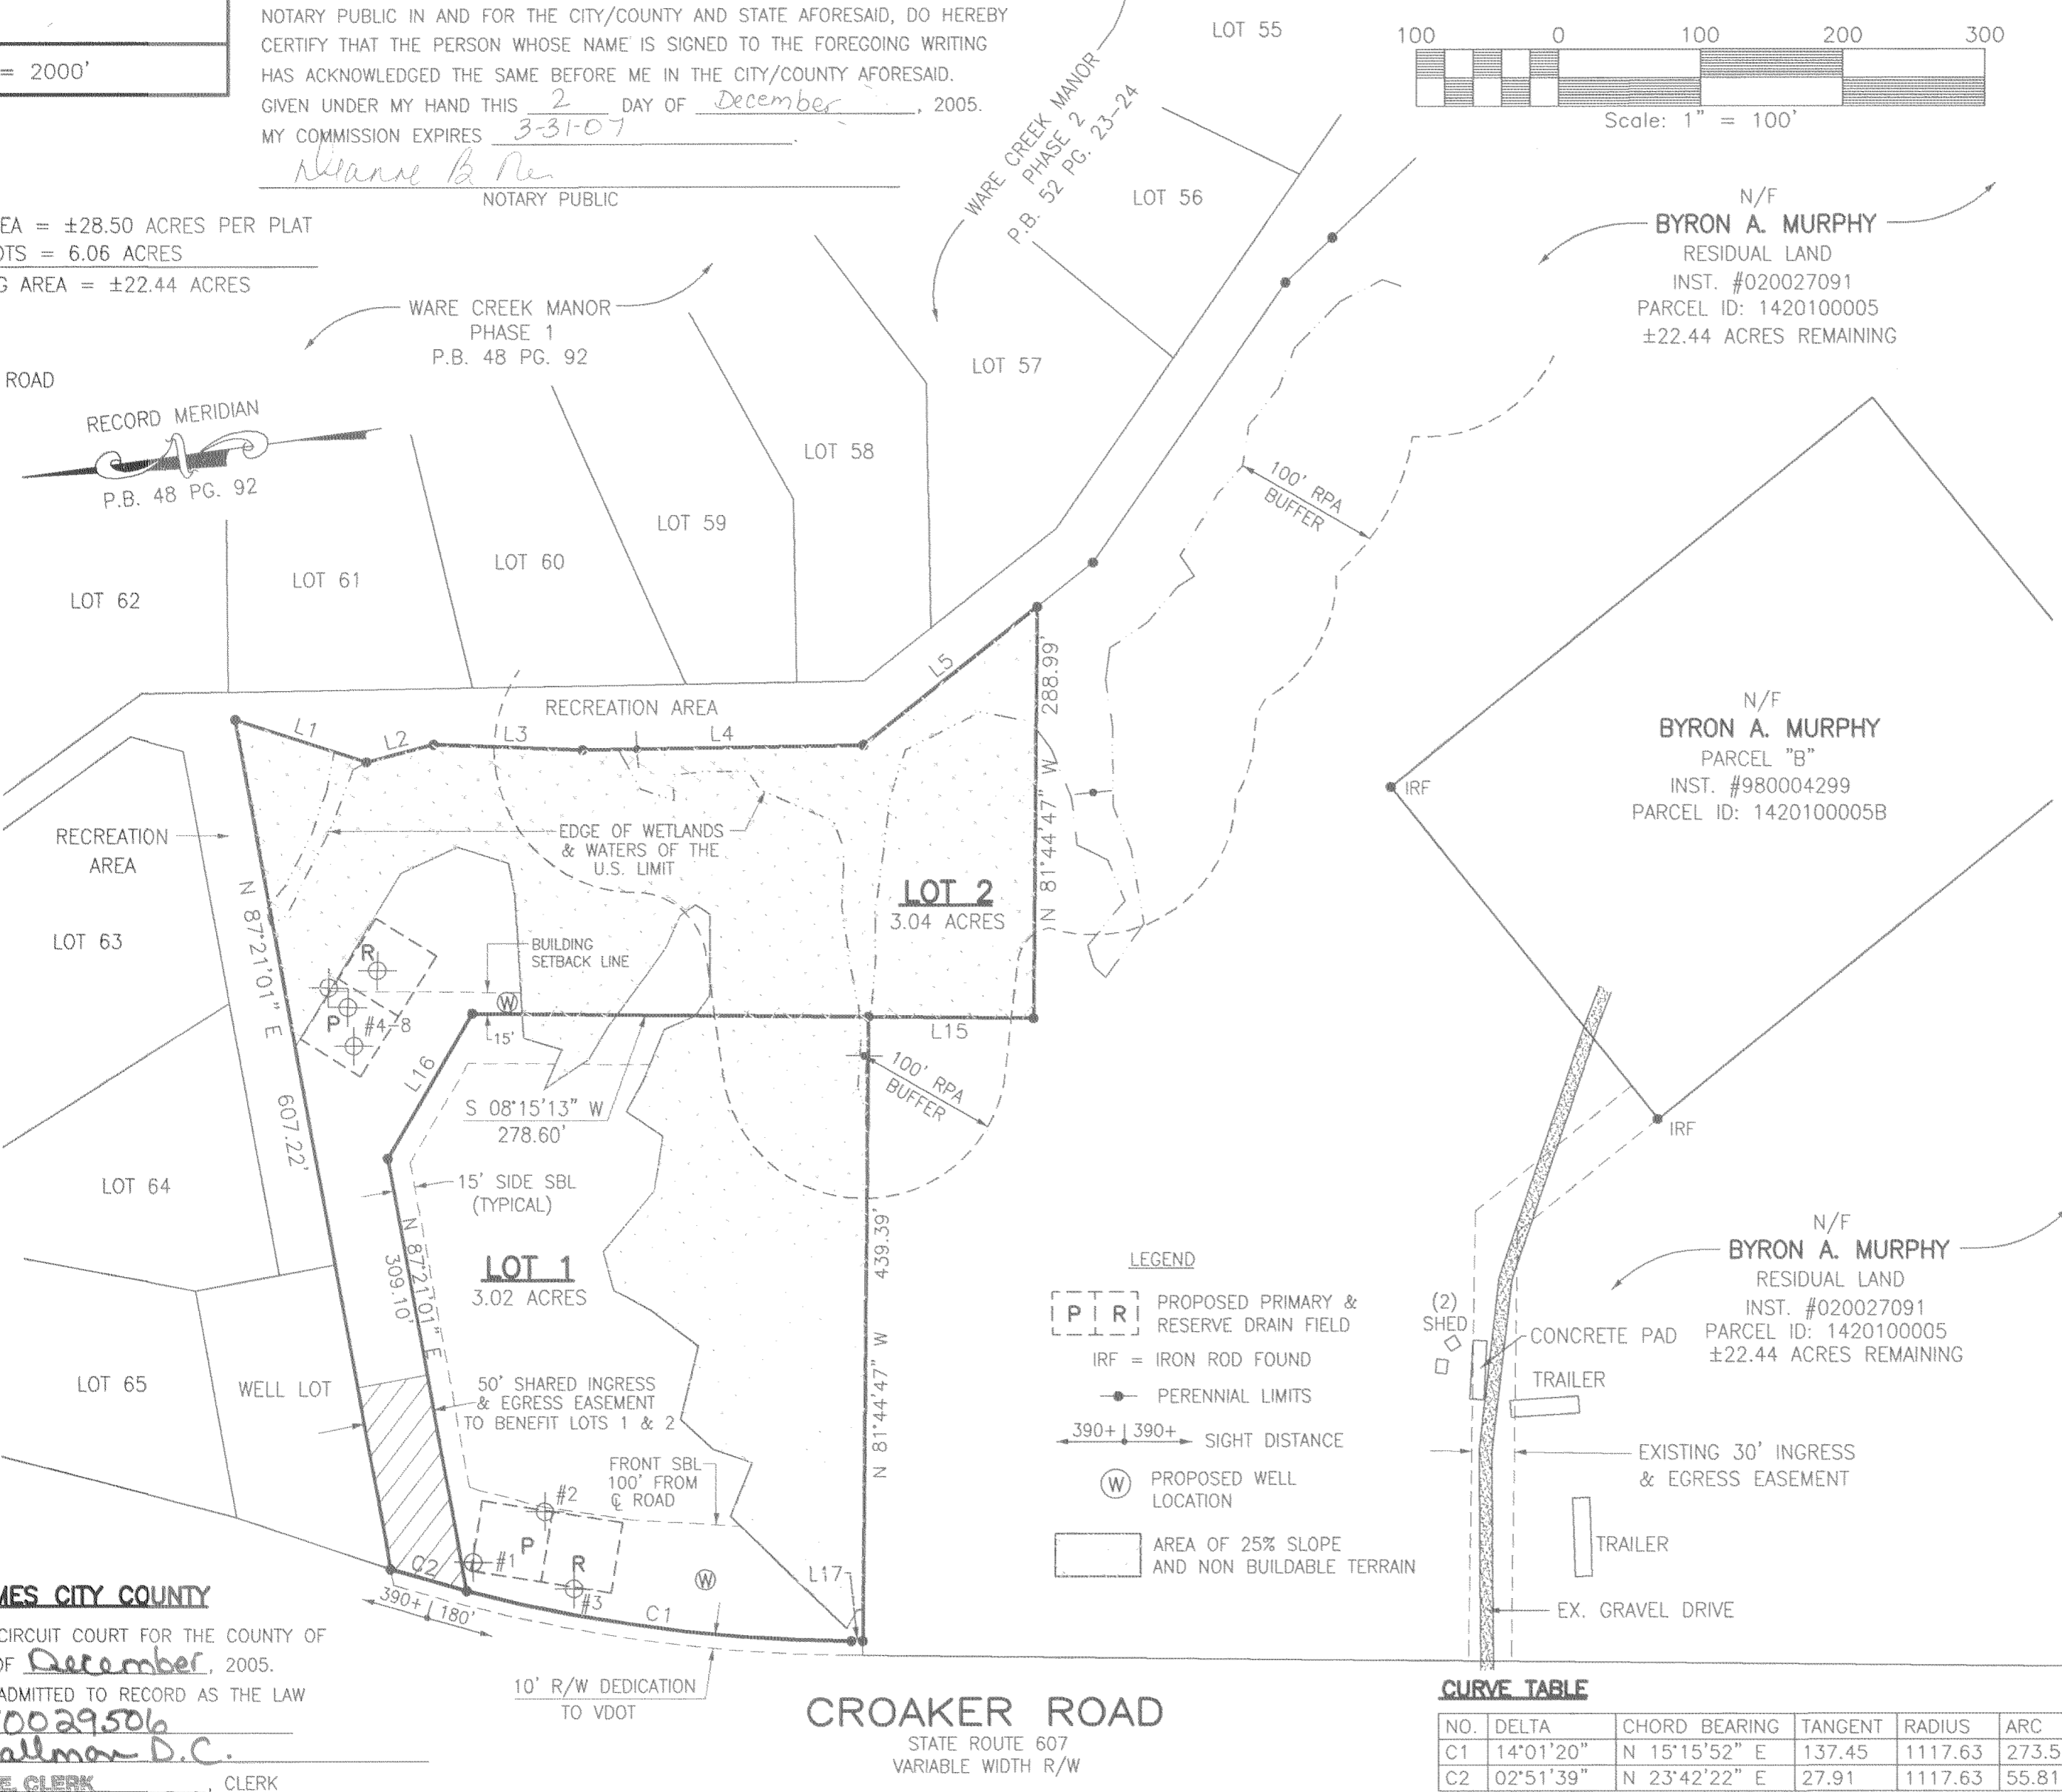 = 2000'
NOTARY PUBLIC IN AND FOR THE CITY/COUNTY AND STATE AFORESAID, DO HEREBY
CERTIFY THAT THE PERSON WHOSE NAME IS SIGNED TO THE FOREGOING WRITING
HAS ACKNOWLEDGED THE SAME BEFORE ME IN THE CITY/COUNTY AFORESAID.
GIVEN UNDER MY HAND THIS 2 DAY OF December, 2005.
MY COMMISSION EXPIRES 3-31-07.
NOTARY PUBLIC
EA = ±28.50 ACRES PER PLAT
OTS = 6.06 ACRES
G AREA = ±22.44 ACRES
ROAD
RECORD MERIDIAN
N
P.B. 48 PG. 92
WARE CREEK MANOR
PHASE 1
P.B. 48 PG. 92
WARE CREEK MANOR
PHASE 2
P.B. 52 PG. 23-24
100 0 100 200 300
Scale: 1" = 100'
LOT 55
LOT 56
LOT 57
LOT 58
LOT 59
LOT 60
LOT 61
LOT 62
N/F
BYRON A. MURPHY
RESIDUAL LAND
INST. #020027091
PARCEL ID: 1420100005
±22.44 ACRES REMAINING
100' RPA
BUFFER
RECREATION AREA
L1
L2
L3
L4
L5
288.99'
N 81°44'47" W
RECREATION
AREA
EDGE OF WETLANDS
& WATERS OF THE
U.S. LIMIT
LOT 2
3.04 ACRES
N/F
BYRON A. MURPHY
PARCEL "B"
INST. #980004299
PARCEL ID: 1420100005B
IRF
IRF
LOT 63
N 87°21'01" E 607.22'
R
P
#4-8
BUILDING
SETBACK LINE
W
15'
L15
L16
100' RPA
BUFFER
S 08°15'13" W
278.60'
LOT 64
15' SIDE SBL
(TYPICAL)
N 87°21'01" E
309.10'
LOT 1
3.02 ACRES
439.39'
N 81°44'47" W
LOT 65
WELL LOT
50' SHARED INGRESS
& EGRESS EASEMENT
TO BENEFIT LOTS 1 & 2
FRONT SBL
100' FROM
℄ ROAD
#2
P
#1
R
#3
W
L17
C2
C1
390+ 180'
10' R/W DEDICATION
TO VDOT
LEGEND
P R PROPOSED PRIMARY &
RESERVE DRAIN FIELD
IRF = IRON ROD FOUND
PERENNIAL LIMITS
390+ 390+ SIGHT DISTANCE
W PROPOSED WELL
LOCATION
AREA OF 25% SLOPE
AND NON BUILDABLE TERRAIN
N/F
BYRON A. MURPHY
RESIDUAL LAND
INST. #020027091
PARCEL ID: 1420100005
±22.44 ACRES REMAINING
(2)
SHED
CONCRETE PAD
TRAILER
EXISTING 30' INGRESS
& EGRESS EASEMENT
TRAILER
EX. GRAVEL DRIVE
MES CITY COUNTY
CIRCUIT COURT FOR THE COUNTY OF
OF December, 2005.
ADMITTED TO RECORD AS THE LAW
0029506
allman D.C.
E CLERK , CLERK
CROAKER ROAD
STATE ROUTE 607
VARIABLE WIDTH R/W
CURVE TABLE
NO. DELTA CHORD BEARING TANGENT RADIUS ARC
C1 14°01'20" N 15°15'52" E 137.45 1117.63 273.5
C2 02°51'39" N 23°42'22" E 27.91 1117.63 55.81